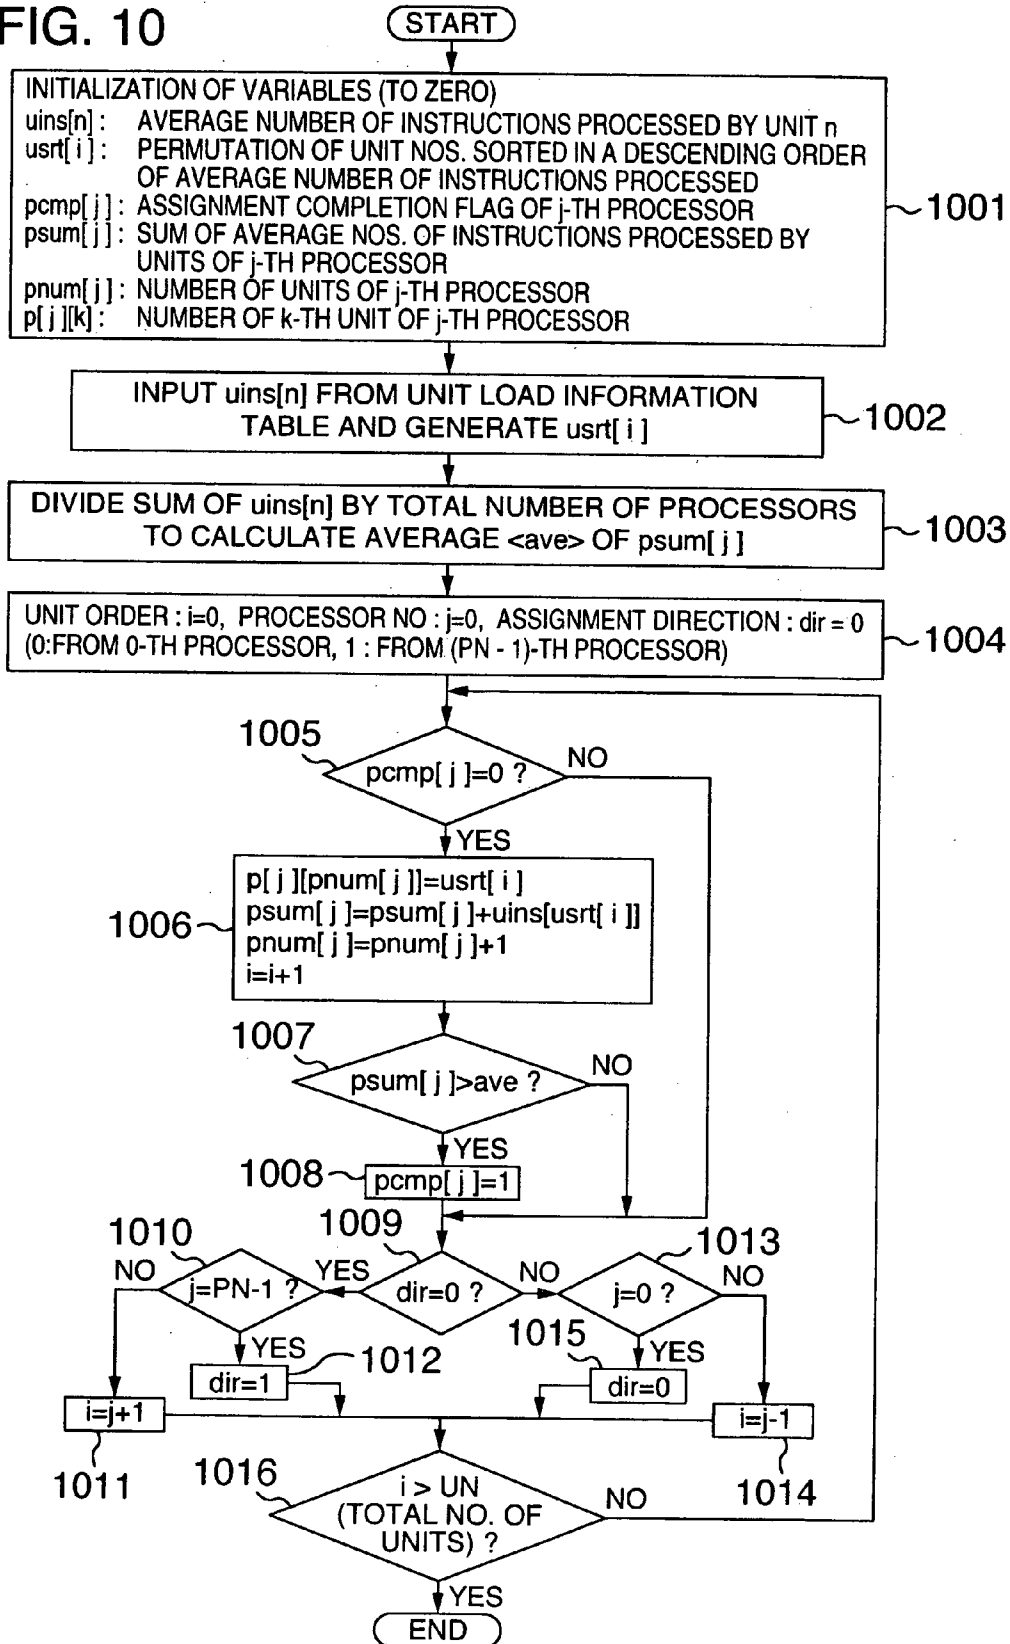 FIG. 10
START
INITIALIZATION OF VARIABLES (TO ZERO)
uins[n] : AVERAGE NUMBER OF INSTRUCTIONS PROCESSED BY UNIT n
usrt[ i ] : PERMUTATION OF UNIT NOS. SORTED IN A DESCENDING ORDER
OF AVERAGE NUMBER OF INSTRUCTIONS PROCESSED
pcmp[ j ] : ASSIGNMENT COMPLETION FLAG OF j-TH PROCESSOR
psum[ j ] : SUM OF AVERAGE NOS. OF INSTRUCTIONS PROCESSED BY
UNITS OF j-TH PROCESSOR
pnum[ j ] : NUMBER OF UNITS OF j-TH PROCESSOR
p[ j ][k] : NUMBER OF k-TH UNIT OF j-TH PROCESSOR
1001
INPUT uins[n] FROM UNIT LOAD INFORMATION
TABLE AND GENERATE usrt[ i ]
1002
DIVIDE SUM OF uins[n] BY TOTAL NUMBER OF PROCESSORS
TO CALCULATE AVERAGE <ave> OF psum[ j ]
1003
UNIT ORDER : i=0, PROCESSOR NO : j=0, ASSIGNMENT DIRECTION : dir = 0
(0:FROM 0-TH PROCESSOR, 1 : FROM (PN - 1)-TH PROCESSOR)
1004
1005
pcmp[ j ]=0 ?
NO
YES
1006
p[ j ][pnum[ j ]]=usrt[ i ]
psum[ j ]=psum[ j ]+uins[usrt[ i ]]
pnum[ j ]=pnum[ j ]+1
i=i+1
1007
psum[ j ]>ave ?
NO
YES
1008
pcmp[ j ]=1
1009
dir=0 ?
YES
NO
1010
j=PN-1 ?
NO
YES
1013
j=0 ?
NO
YES
1012
dir=1
1015
dir=0
i=j+1
1011
i=j-1
1014
1016
i > UN
(TOTAL NO. OF
UNITS) ?
NO
YES
END